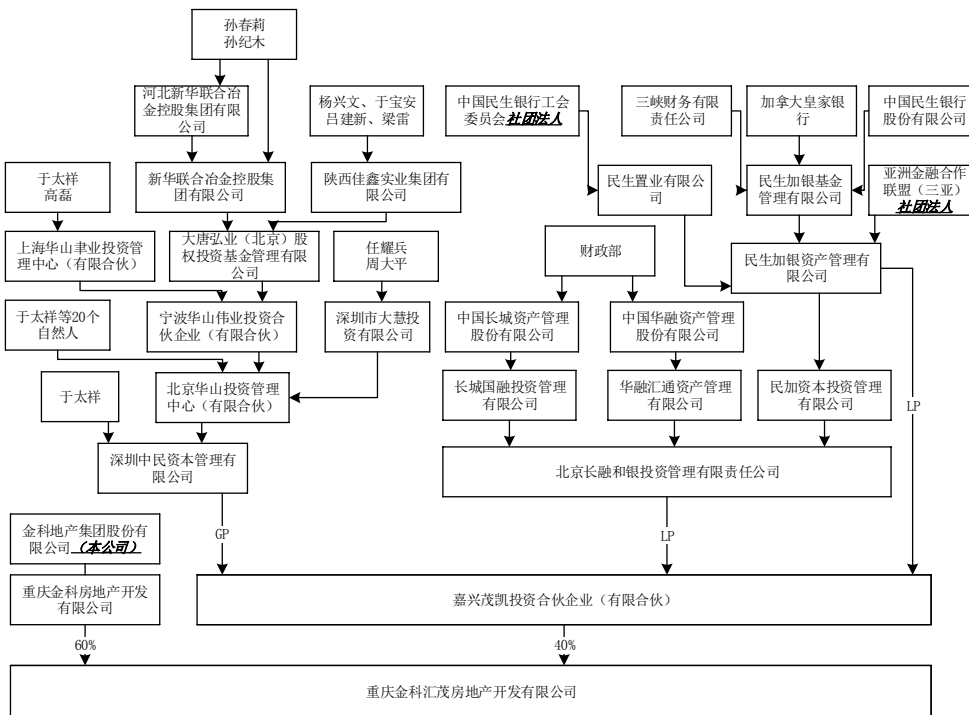 孙春莉
孙纪木
河北新华联合冶
金控股集团有限
公司
杨兴文、于宝安
吕建新、梁雷
中国民生银行工会
委员会社团法人
三峡财务有限
责任公司
加拿大皇家银
行
中国民生银行
股份有限公司
于太祥
高磊
新华联合冶金控股集
团有限公司
陕西佳鑫实业集团有
限公司
民生置业有限公
司
民生加银基金
管理有限公司
亚洲金融合作
联盟（三亚）
社团法人
上海华山聿业投资管
理中心（有限合伙）
大唐弘业（北京）股
权投资基金管理有限
公司
任耀兵
周大平
财政部
民生加银资产管理有
限公司
于太祥等20个
自然人
宁波华山伟业投资合
伙企业（有限合伙）
深圳市大慧投
资有限公司
中国长城资产管理
股份有限公司
中国华融资产管理
股份有限公司
于太祥
北京华山投资管理
中心（有限合伙）
长城国融投资管理
有限公司
华融汇通资产管
理有限公司
民加资本投资管理
有限公司
LP
深圳中民资本管理有
限公司
北京长融和银投资管理有限责任公司
金科地产集团股份有
限公司（本公司）
GP
LP
重庆金科房地产开发
有限公司
嘉兴茂凯投资合伙企业（有限合伙）
60%
40%
重庆金科汇茂房地产开发有限公司